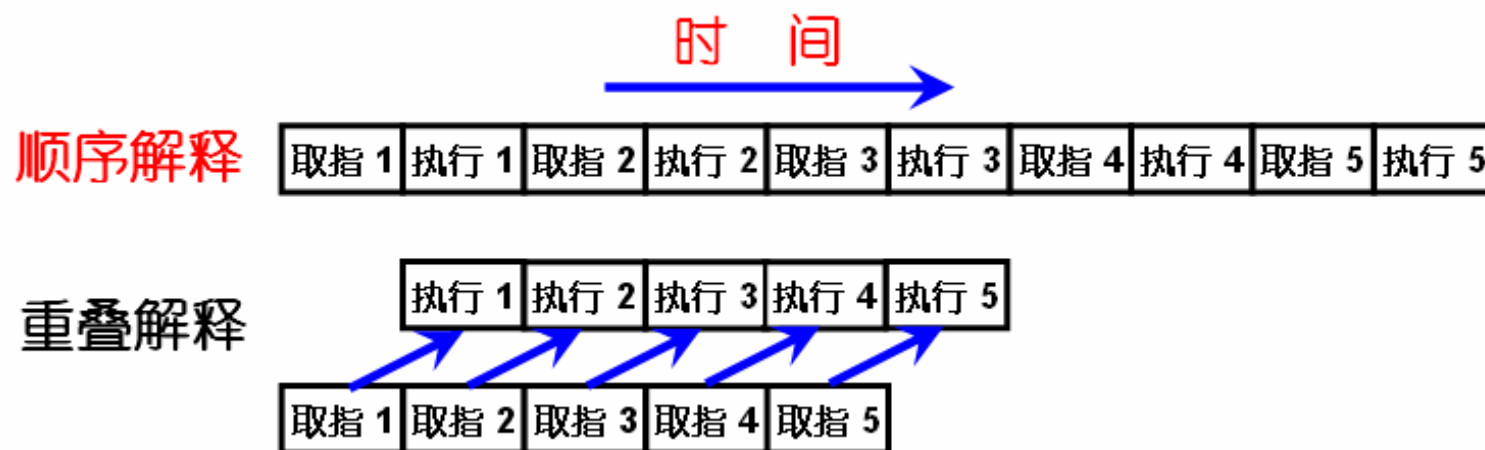 时 间
顺序解释 取指 1 执行 1 取指 2 执行 2 取指 3 执行 3 取指 4 执行 4 取指 5 执行 5
执行 1 执行 2 执行 3 执行 4 执行 5
重叠解释
取指 1 取指 2 取指 3 取指 4 取指 5